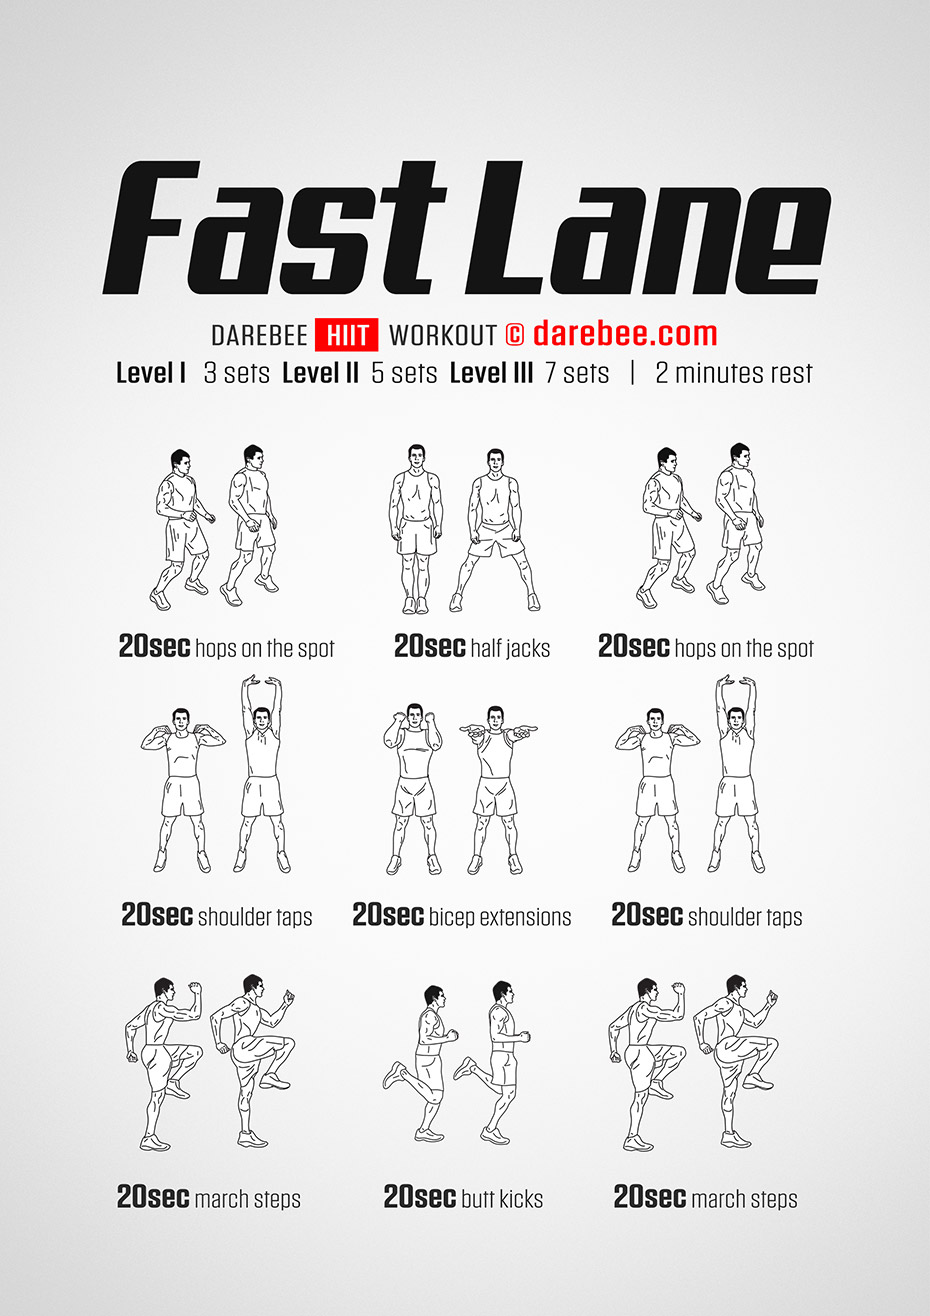 Fast Lane
DAREBEE HIIT WORKOUT © darebee.com
Level I 3 sets Level II 5 sets Level III 7 sets | 2 minutes rest
20sec hops on the spot
20sec half jacks
20sec hops on the spot
20sec shoulder taps
20sec bicep extensions
20sec shoulder taps
20sec march steps
20sec butt kicks
20sec march steps